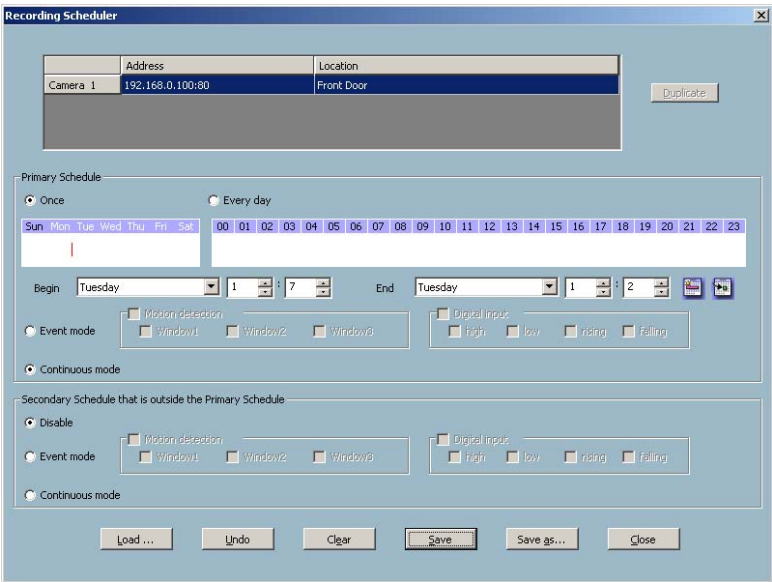 Recording Scheduler
Address Location
Camera 1 192.168.0.100:80 Front Door
Duplicate
Primary Schedule
Once Every day
Sun Mon Tue Wed Thu Fri Sat 00 01 02 03 04 05 06 07 08 09 10 11 12 13 14 15 16 17 18 19 20 21 22 23
Begin Tuesday 1 : 7 End Tuesday 1 : 2
Motion detection Digital input
Event mode Window1 Window2 Window3 high low rising falling
Continuous mode
Secondary Schedule that is outside the Primary Schedule
Disable
Motion detection Digital input
Event mode Window1 Window2 Window3 high low rising falling
Continuous mode
Load ... Undo Clear Save Save as... Close